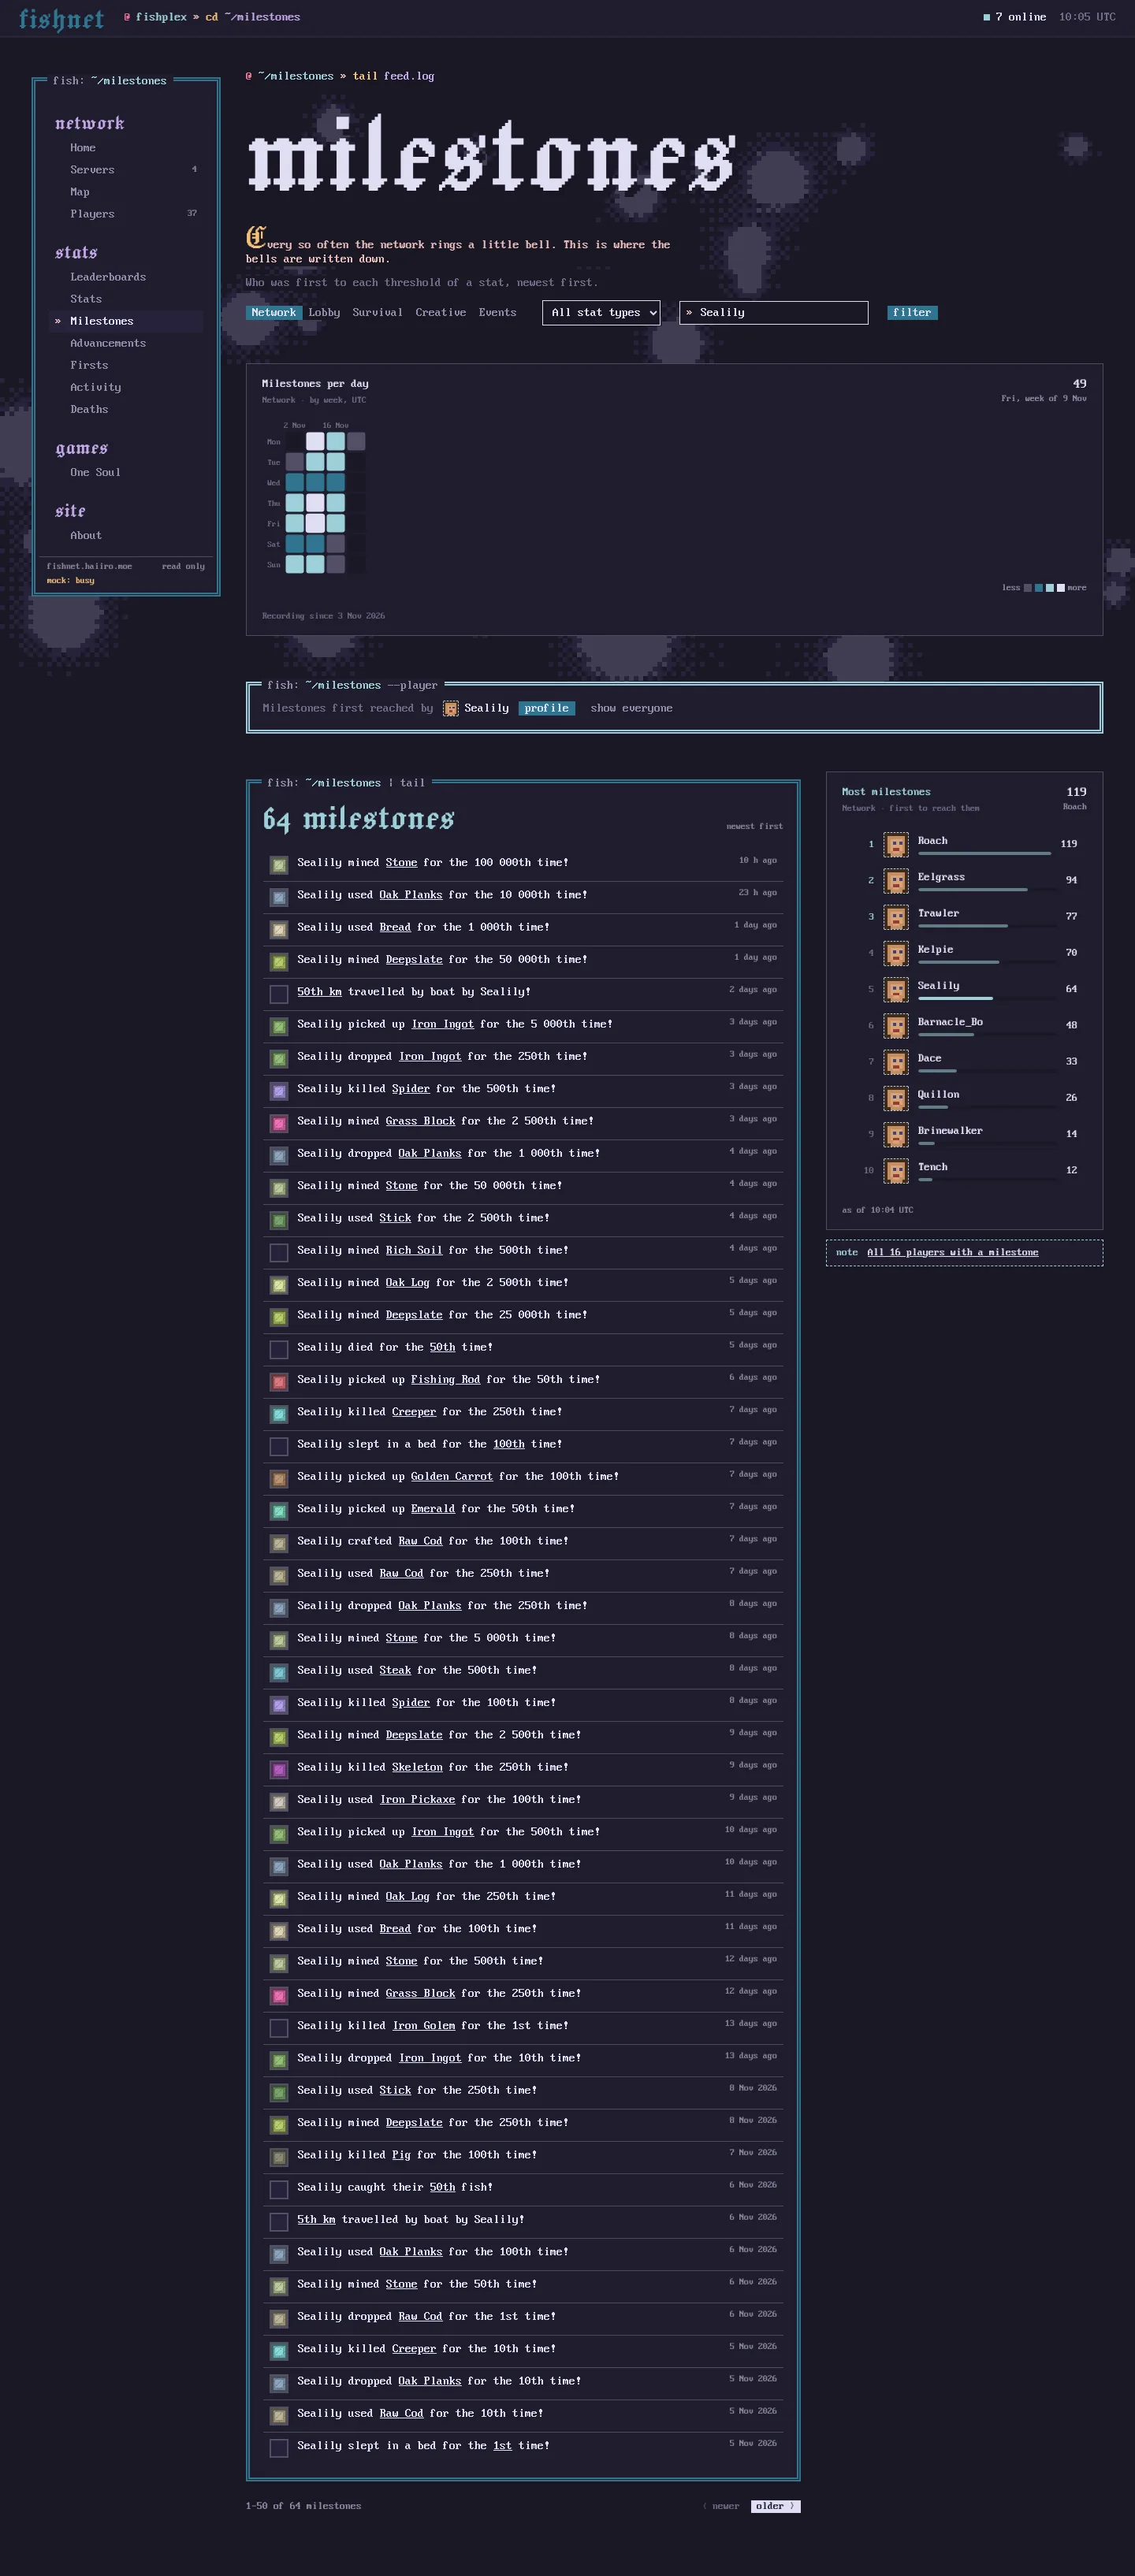 fishnet @ fishplex » cd ~/milestones 7 online 10:05 UTC
fish: ~/milestones
network
Home
Servers 4
Map
Players 37
stats
Leaderboards
Stats
» Milestones
Advancements
Firsts
Activity
Deaths
games
One Soul
site
About
fishnet.haiiro.moe read only
mock: busy
@ ~/milestones » tail feed.log
milestones
Every so often the network rings a little bell. This is where the
bells are written down.
Who was first to each threshold of a stat, newest first.
Network Lobby Survival Creative Events All stat types » Sealily filter
Milestones per day 49
Network · by week, UTC Fri, week of 9 Nov
2 Nov 16 Nov
Mon
Tue
Wed
Thu
Fri
Sat
Sun
less more
Recording since 3 Nov 2026
fish: ~/milestones --player
Milestones first reached by Sealily profile show everyone
fish: ~/milestones | tail
64 milestones newest first
Sealily mined Stone for the 100 000th time! 10 h ago
Sealily used Oak Planks for the 10 000th time! 23 h ago
Sealily used Bread for the 1 000th time! 1 day ago
Sealily mined Deepslate for the 50 000th time! 1 day ago
50th km travelled by boat by Sealily! 2 days ago
Sealily picked up Iron Ingot for the 5 000th time! 3 days ago
Sealily dropped Iron Ingot for the 250th time! 3 days ago
Sealily killed Spider for the 500th time! 3 days ago
Sealily mined Grass Block for the 2 500th time! 3 days ago
Sealily dropped Oak Planks for the 1 000th time! 4 days ago
Sealily mined Stone for the 50 000th time! 4 days ago
Sealily used Stick for the 2 500th time! 4 days ago
Sealily mined Rich Soil for the 500th time! 4 days ago
Sealily mined Oak Log for the 2 500th time! 5 days ago
Sealily mined Deepslate for the 25 000th time! 5 days ago
Sealily died for the 50th time! 5 days ago
Sealily picked up Fishing Rod for the 50th time! 6 days ago
Sealily killed Creeper for the 250th time! 7 days ago
Sealily slept in a bed for the 100th time! 7 days ago
Sealily picked up Golden Carrot for the 100th time! 7 days ago
Sealily picked up Emerald for the 50th time! 7 days ago
Sealily crafted Raw Cod for the 100th time! 7 days ago
Sealily used Raw Cod for the 250th time! 7 days ago
Sealily dropped Oak Planks for the 250th time! 8 days ago
Sealily mined Stone for the 5 000th time! 8 days ago
Sealily used Steak for the 500th time! 8 days ago
Sealily killed Spider for the 100th time! 8 days ago
Sealily mined Deepslate for the 2 500th time! 9 days ago
Sealily killed Skeleton for the 250th time! 9 days ago
Sealily used Iron Pickaxe for the 100th time! 9 days ago
Sealily picked up Iron Ingot for the 500th time! 10 days ago
Sealily used Oak Planks for the 1 000th time! 10 days ago
Sealily mined Oak Log for the 250th time! 11 days ago
Sealily used Bread for the 100th time! 11 days ago
Sealily mined Stone for the 500th time! 12 days ago
Sealily mined Grass Block for the 250th time! 12 days ago
Sealily killed Iron Golem for the 1st time! 13 days ago
Sealily dropped Iron Ingot for the 10th time! 13 days ago
Sealily used Stick for the 250th time! 8 Nov 2026
Sealily mined Deepslate for the 250th time! 8 Nov 2026
Sealily killed Pig for the 100th time! 7 Nov 2026
Sealily caught their 50th fish! 6 Nov 2026
5th km travelled by boat by Sealily! 6 Nov 2026
Sealily used Oak Planks for the 100th time! 6 Nov 2026
Sealily mined Stone for the 50th time! 6 Nov 2026
Sealily dropped Raw Cod for the 1st time! 6 Nov 2026
Sealily killed Creeper for the 10th time! 5 Nov 2026
Sealily dropped Oak Planks for the 10th time! 5 Nov 2026
Sealily used Raw Cod for the 10th time! 5 Nov 2026
Sealily slept in a bed for the 1st time! 5 Nov 2026
1-50 of 64 milestones ⟨ newer older ⟩
Most milestones 119
Network · first to reach them Roach
1 Roach 119
2 Eelgrass 94
3 Trawler 77
4 Kelpie 70
5 Sealily 64
6 Barnacle_Bo 48
7 Dace 33
8 Quillon 26
9 Brinewalker 14
10 Tench 12
as of 10:04 UTC
note All 16 players with a milestone